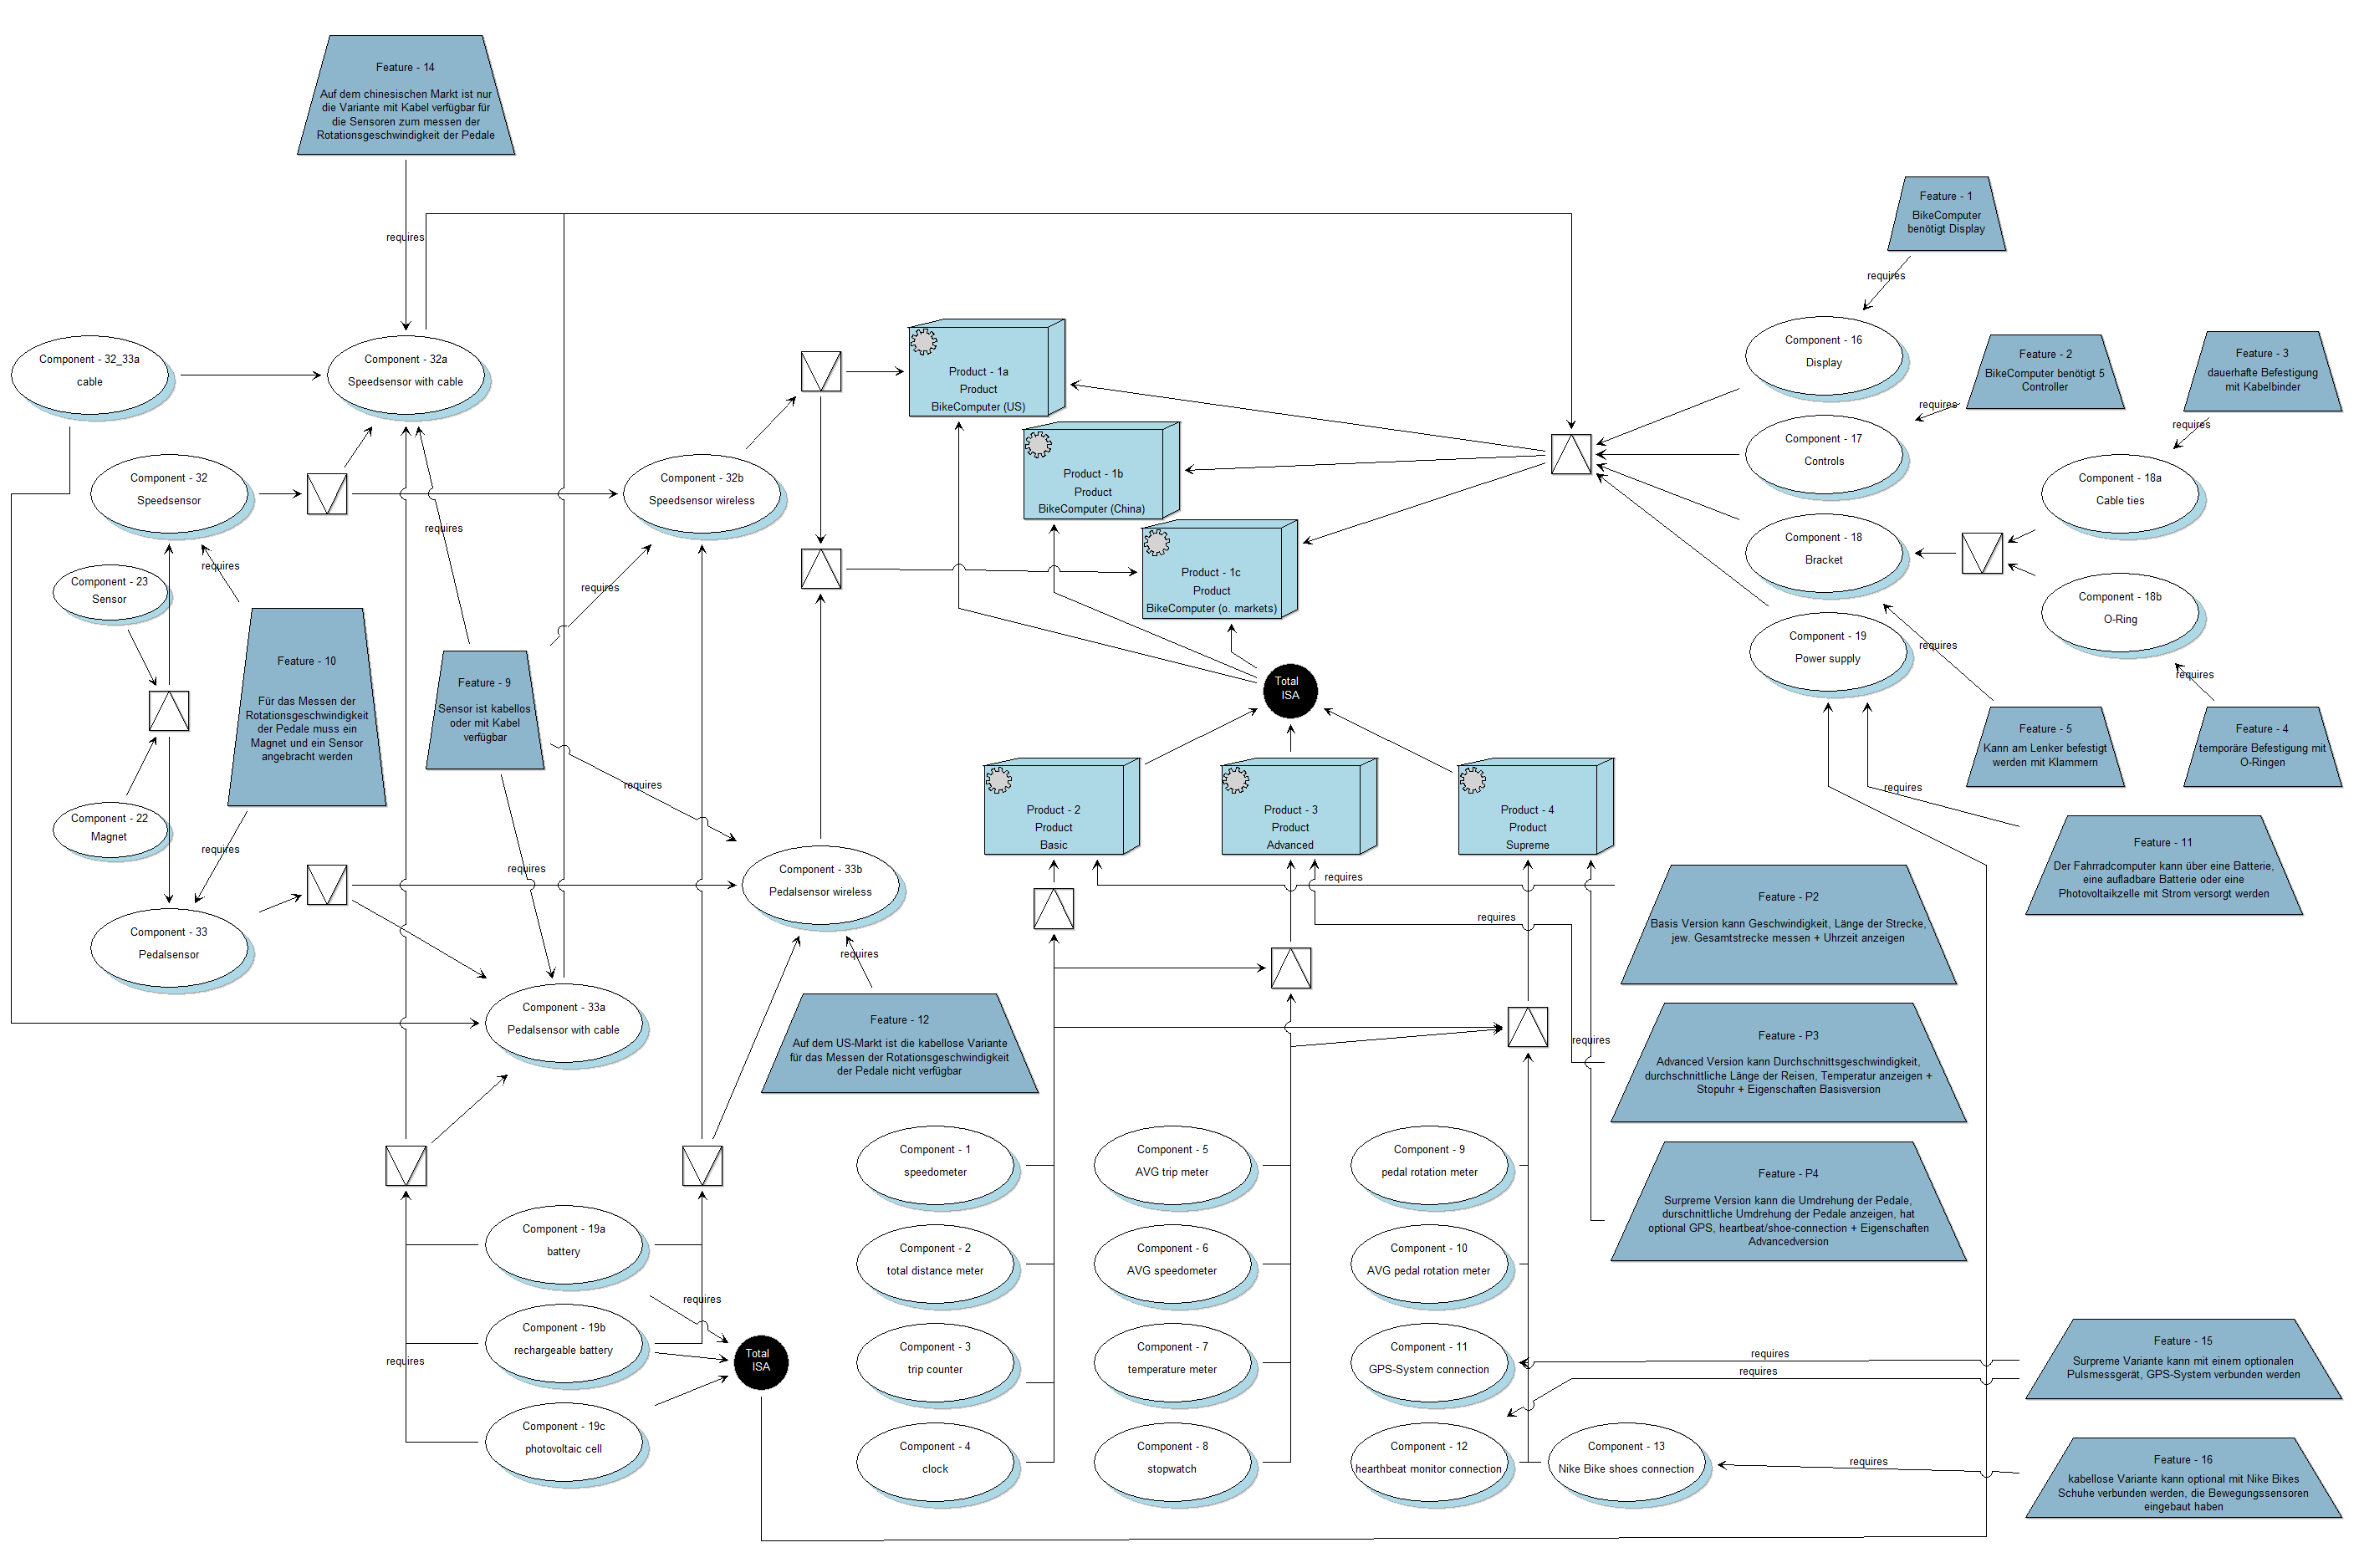 Feature - 14
Auf dem chinesischen Markt ist nur
die Variante mit Kabel verfügbar für
die Sensoren zum messen der
Rotationsgeschwindigkeit der Pedale
requires
Feature - 1
BikeComputer
benötigt Display
requires
Component - 32_33a
cable
Component - 32a
Speedsensor with cable
Product - 1a
Product
BikeComputer (US)
Component - 16
Display
Feature - 2
BikeComputer benötigt 5
Controller
requires
Feature - 3
dauerhafte Befestigung
mit Kabelbinder
requires
Component - 32
Speedsensor
Component - 32b
Speedsensor wireless
Product - 1b
Product
BikeComputer (China)
Component - 17
Controls
Component - 18a
Cable ties
requires
requires
requires
Component - 23
Sensor
Product - 1c
Product
BikeComputer (o. markets)
Component - 18
Bracket
Component - 18b
O-Ring
Component - 19
Power supply
requires
requires
Feature - 10
Für das Messen der
Rotationsgeschwindigkeit
der Pedale muss ein
Magnet und ein Sensor
angebracht werden
Feature - 9
Sensor ist kabellos
oder mit Kabel
verfügbar
Total
ISA
Feature - 5
Kann am Lenker befestigt
werden mit Klammern
Feature - 4
temporäre Befestigung mit
O-Ringen
requires
requires
Component - 22
Magnet
requires
requires
Product - 2
Product
Basic
Product - 3
Product
Advanced
Product - 4
Product
Supreme
Feature - 11
Der Fahrradcomputer kann über eine Batterie,
eine aufladbare Batterie oder eine
Photovoltaikzelle mit Strom versorgt werden
Component - 33b
Pedalsensor wireless
requires
requires
requires
Feature - P2
Basis Version kann Geschwindigkeit, Länge der Strecke,
jew. Gesamtstrecke messen + Uhrzeit anzeigen
Component - 33
Pedalsensor
requires
Component - 33a
Pedalsensor with cable
Feature - 12
Auf dem US-Markt ist die kabellose Variante
für das Messen der Rotationsgeschwindigkeit
der Pedale nicht verfügbar
Feature - P3
Advanced Version kann Durchschnittsgeschwindigkeit,
durchschnittliche Länge der Reisen, Temperatur anzeigen +
Stopuhr + Eigenschaften Basisversion
Component - 1
speedometer
Component - 5
AVG trip meter
Component - 9
pedal rotation meter
Feature - P4
Surpreme Version kann die Umdrehung der Pedale,
durschnittliche Umdrehung der Pedale anzeigen, hat
optional GPS, heartbeat/shoe-connection + Eigenschaften
Advancedversion
Component - 19a
battery
Component - 2
total distance meter
Component - 6
AVG speedometer
Component - 10
AVG pedal rotation meter
requires
requires
Component - 19b
rechargeable battery
Total
ISA
Component - 3
trip counter
Component - 7
temperature meter
Component - 11
GPS-System connection
requires
requires
Feature - 15
Surpreme Variante kann mit einem optionalen
Pulsmessgerät, GPS-System verbunden werden
Component - 19c
photovoltaic cell
Component - 4
clock
Component - 8
stopwatch
Component - 12
hearthbeat monitor connection
Component - 13
Nike Bike shoes connection
requires
Feature - 16
kabellose Variante kann optional mit Nike Bikes
Schuhe verbunden werden, die Bewegungssensoren
eingebaut haben